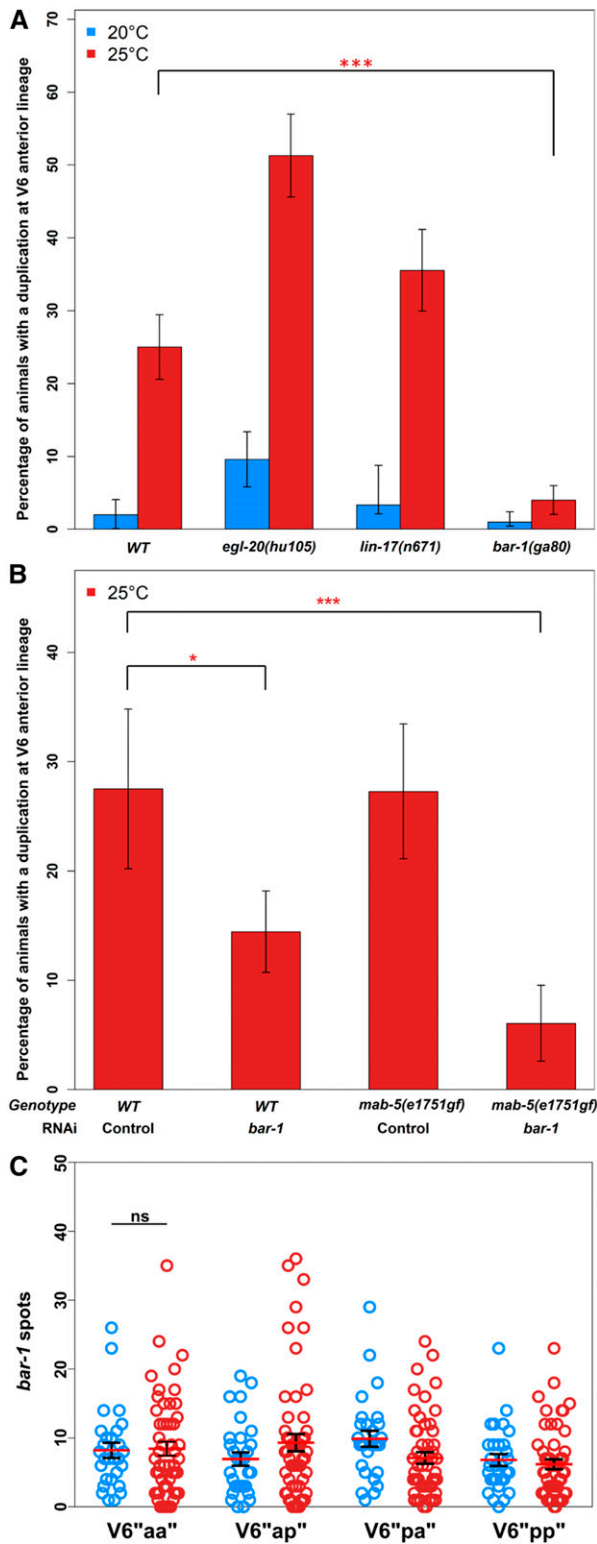 A
20°C
25°C
***
Percentage of animals with a duplication at V6 anterior lineage
70
60
50
40
30
20
10
0
WT egl-20(hu105) lin-17(n671) bar-1(ga80)
B
25°C
***
*
Percentage of animals with a duplication at V6 anterior lineage
40
30
20
10
0
Genotype WT WT mab-5(e1751gf) mab-5(e1751gf)
RNAi Control bar-1 Control bar-1
C
ns
bar-1 spots
50
40
30
20
10
0
V6"aa" V6"ap" V6"pa" V6"pp"